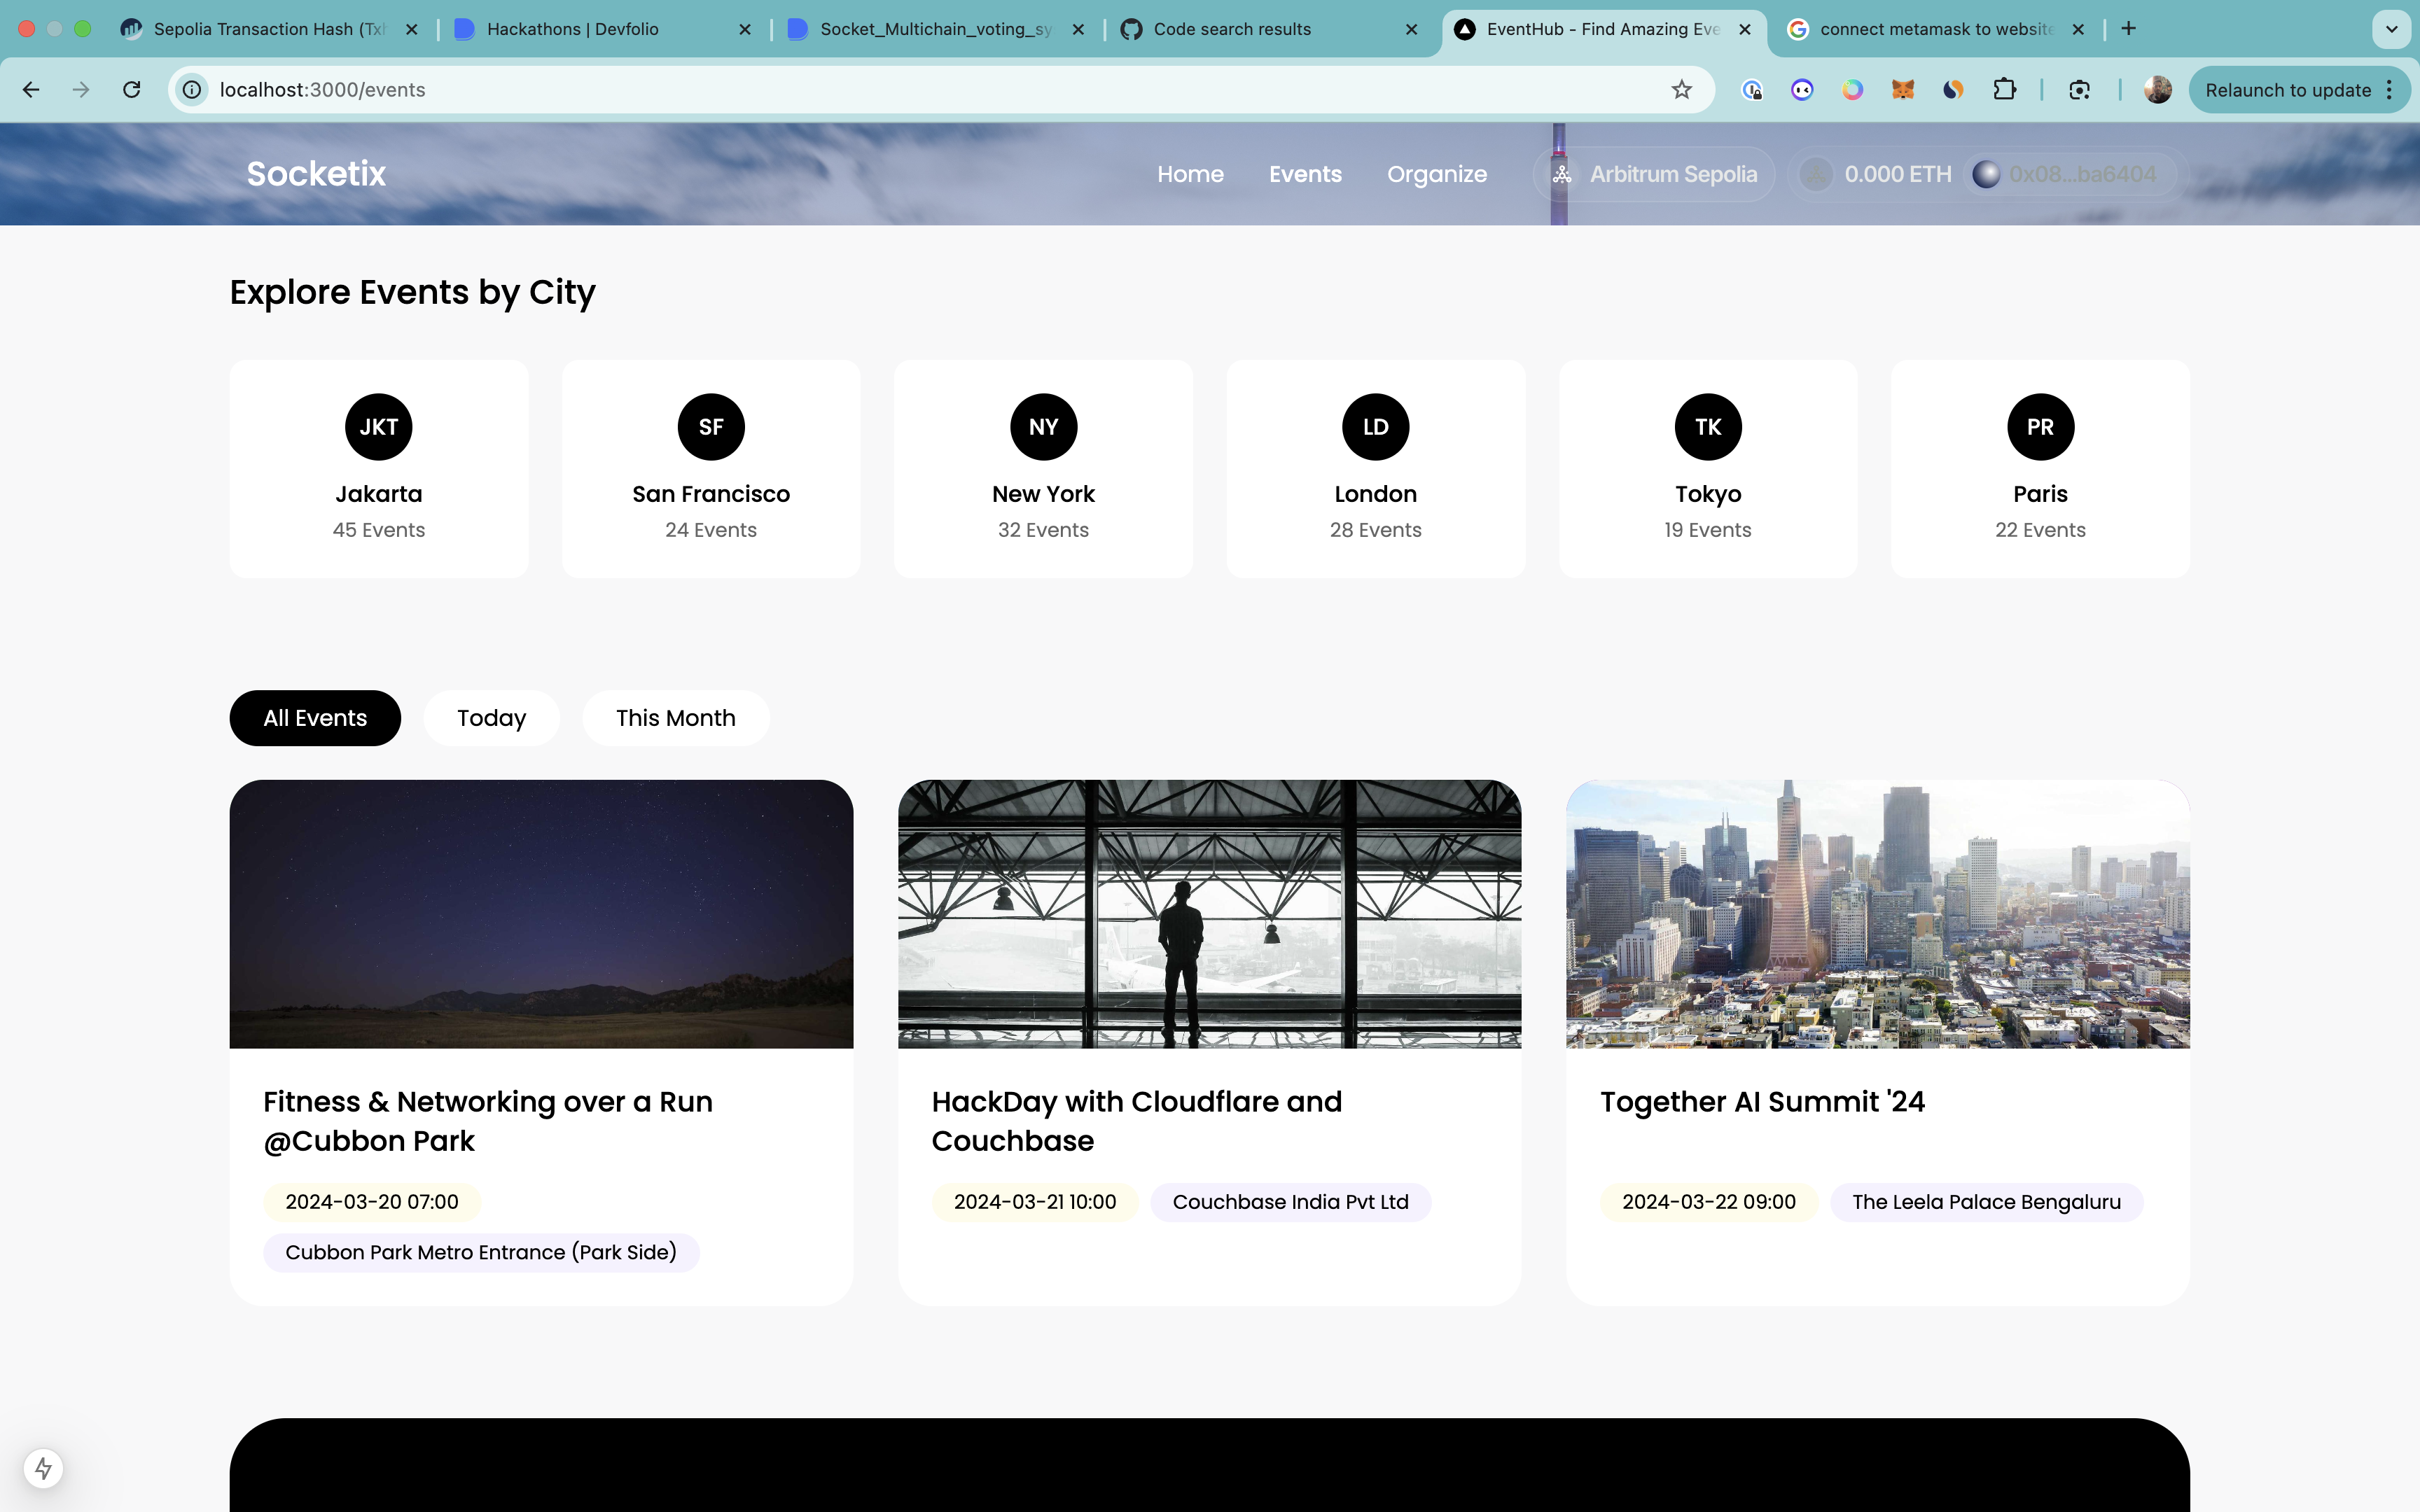 Sepolia Transaction Hash (Txh
Hackathons | Devfolio
Socket_Multichain_voting_sy
Code search results
EventHub - Find Amazing Eve
connect metamask to website
localhost:3000/events
Relaunch to update
Socketix
Home
Events
Organize
Arbitrum Sepolia
0.000 ETH
0x08...ba6404
Explore Events by City
JKT
SF
NY
LD
TK
PR
Jakarta
San Francisco
New York
London
Tokyo
Paris
45 Events
24 Events
32 Events
28 Events
19 Events
22 Events
All Events
Today
This Month
Fitness & Networking over a Run
@Cubbon Park
2024-03-20 07:00
Cubbon Park Metro Entrance (Park Side)
HackDay with Cloudflare and
Couchbase
2024-03-21 10:00
Couchbase India Pvt Ltd
Together AI Summit '24
2024-03-22 09:00
The Leela Palace Bengaluru